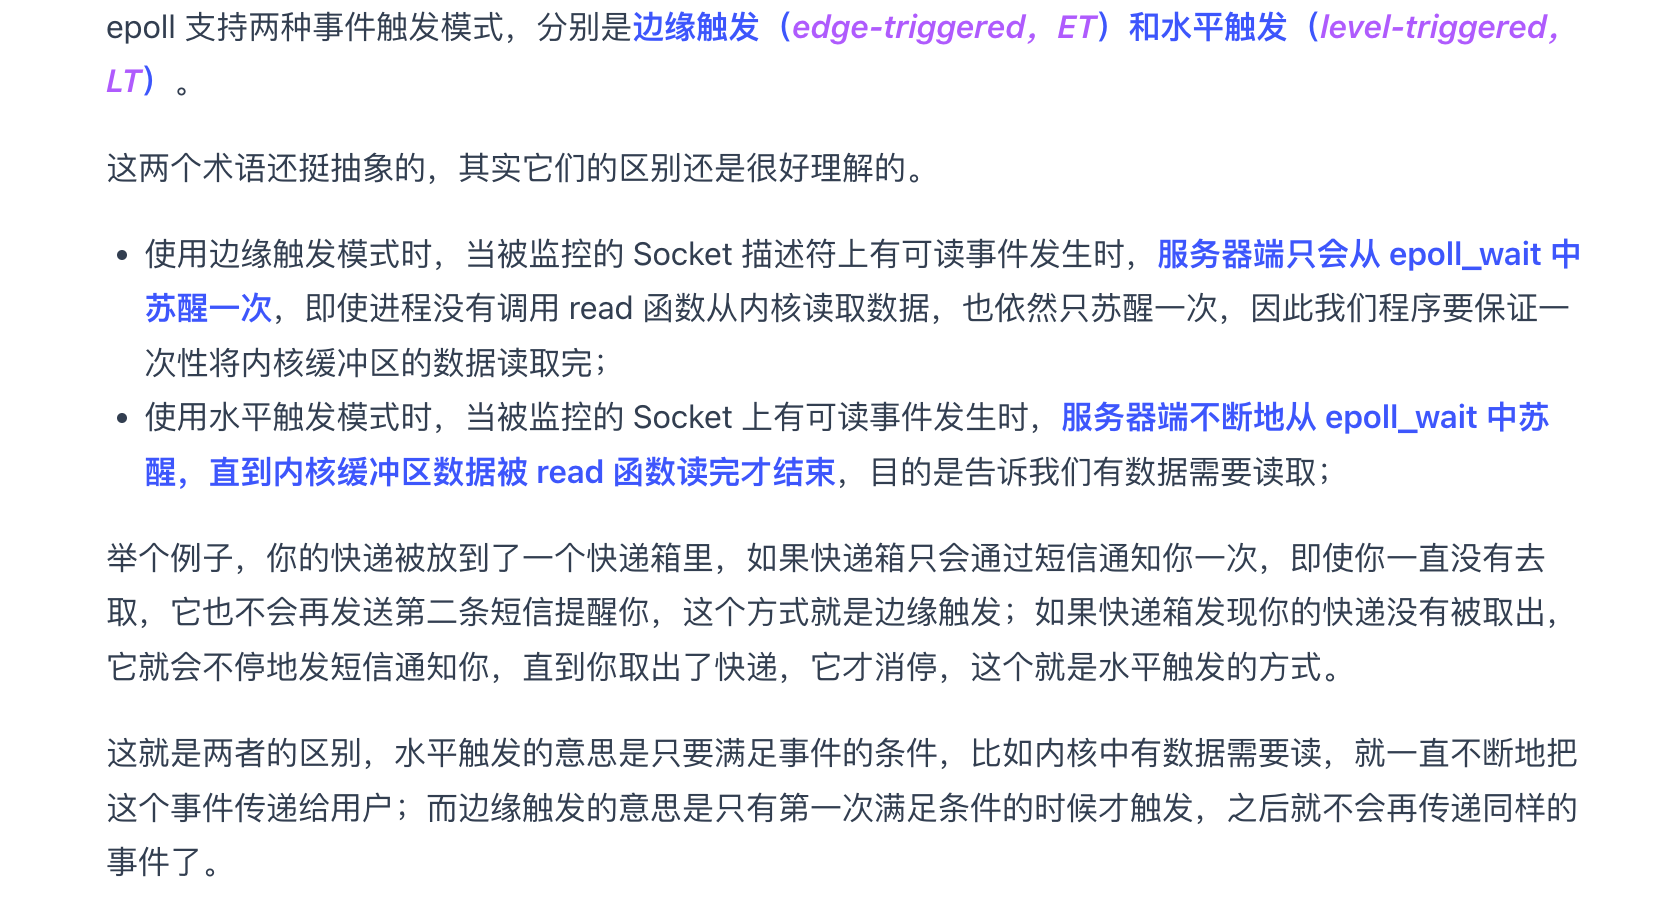 epoll 支持两种事件触发模式，分别是边缘触发（edge-triggered，ET）和水平触发（level-triggered，
LT）。
这两个术语还挺抽象的，其实它们的区别还是很好理解的。
• 使用边缘触发模式时，当被监控的 Socket 描述符上有可读事件发生时，服务器端只会从 epoll_wait 中
苏醒一次，即使进程没有调用 read 函数从内核读取数据，也依然只苏醒一次，因此我们程序要保证一
次性将内核缓冲区的数据读取完；
• 使用水平触发模式时，当被监控的 Socket 上有可读事件发生时，服务器端不断地从 epoll_wait 中苏
醒，直到内核缓冲区数据被 read 函数读完才结束，目的是告诉我们有数据需要读取；
举个例子，你的快递被放到了一个快递箱里，如果快递箱只会通过短信通知你一次，即使你一直没有去
取，它也不会再发送第二条短信提醒你，这个方式就是边缘触发；如果快递箱发现你的快递没有被取出，
它就会不停地发短信通知你，直到你取出了快递，它才消停，这个就是水平触发的方式。
这就是两者的区别，水平触发的意思是只要满足事件的条件，比如内核中有数据需要读，就一直不断地把
这个事件传递给用户；而边缘触发的意思是只有第一次满足条件的时候才触发，之后就不会再传递同样的
事件了。